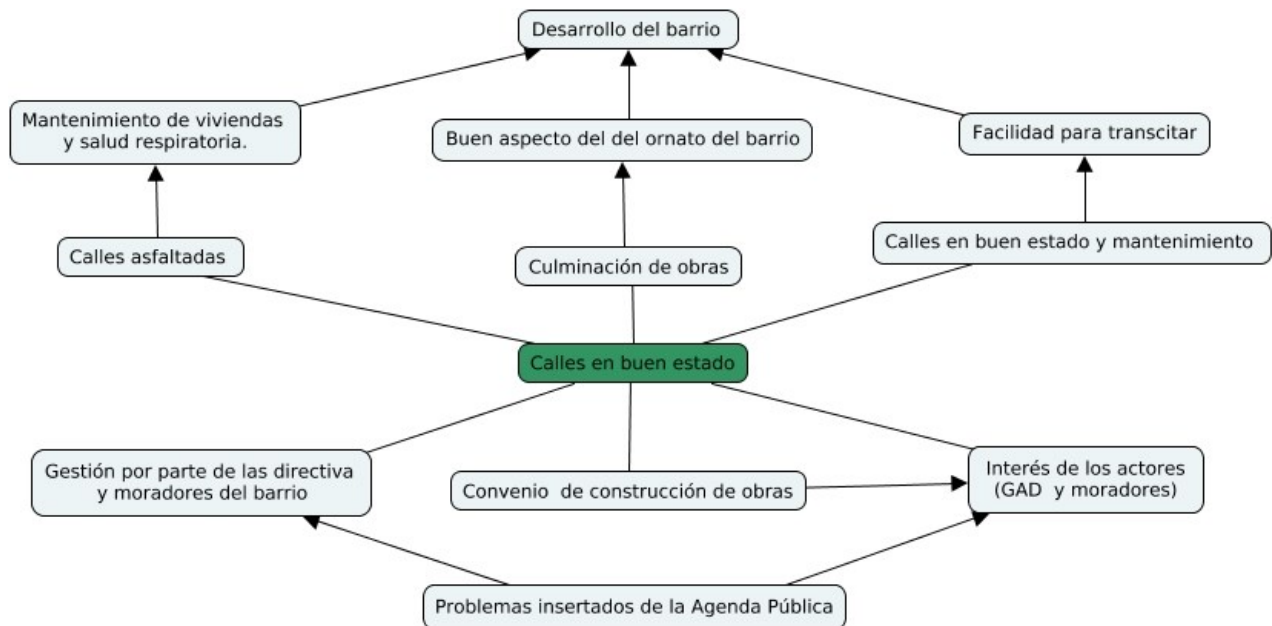 Desarrollo del barrio
Mantenimiento de viviendas
y salud respiratoria.
Buen aspecto del del ornato del barrio
Facilidad para transcitar
Calles asfaltadas
Culminación de obras
Calles en buen estado y mantenimiento
Calles en buen estado
Gestión por parte de las directiva
y moradores del barrio
Convenio de construcción de obras
Interés de los actores
(GAD y moradores)
Problemas insertados de la Agenda Pública